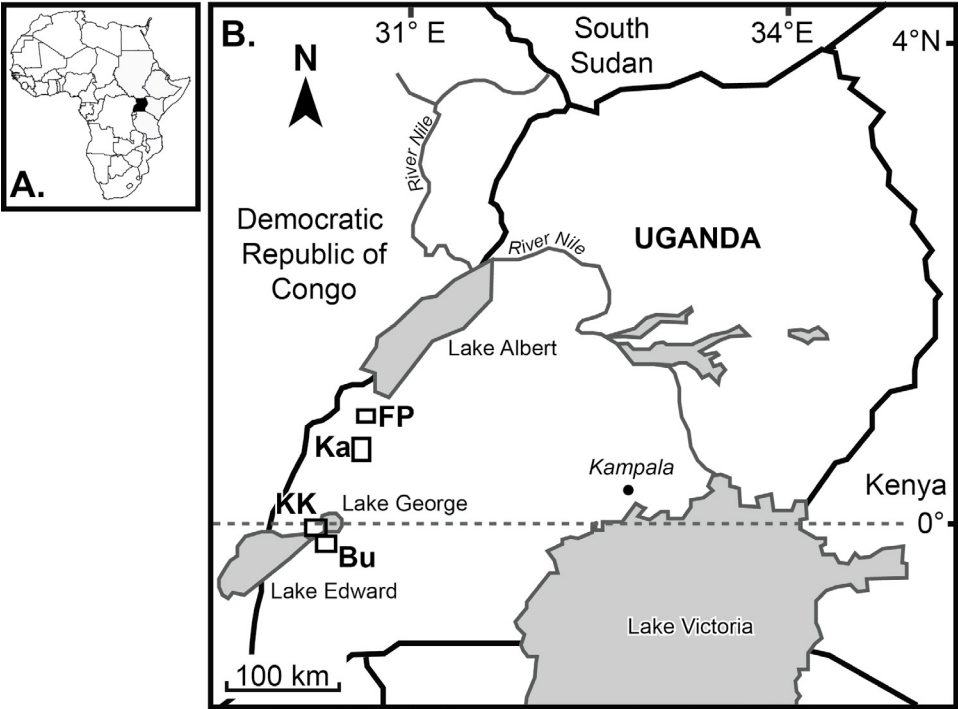 A.
B.
31° E
South
Sudan
34°E
4°N
N
River Nile
Democratic
Republic of
Congo
River Nile
UGANDA
Lake Albert
FP
Ka
Kampala
Kenya
KK
Lake George
0°
Bu
Lake Edward
Lake Victoria
100 km